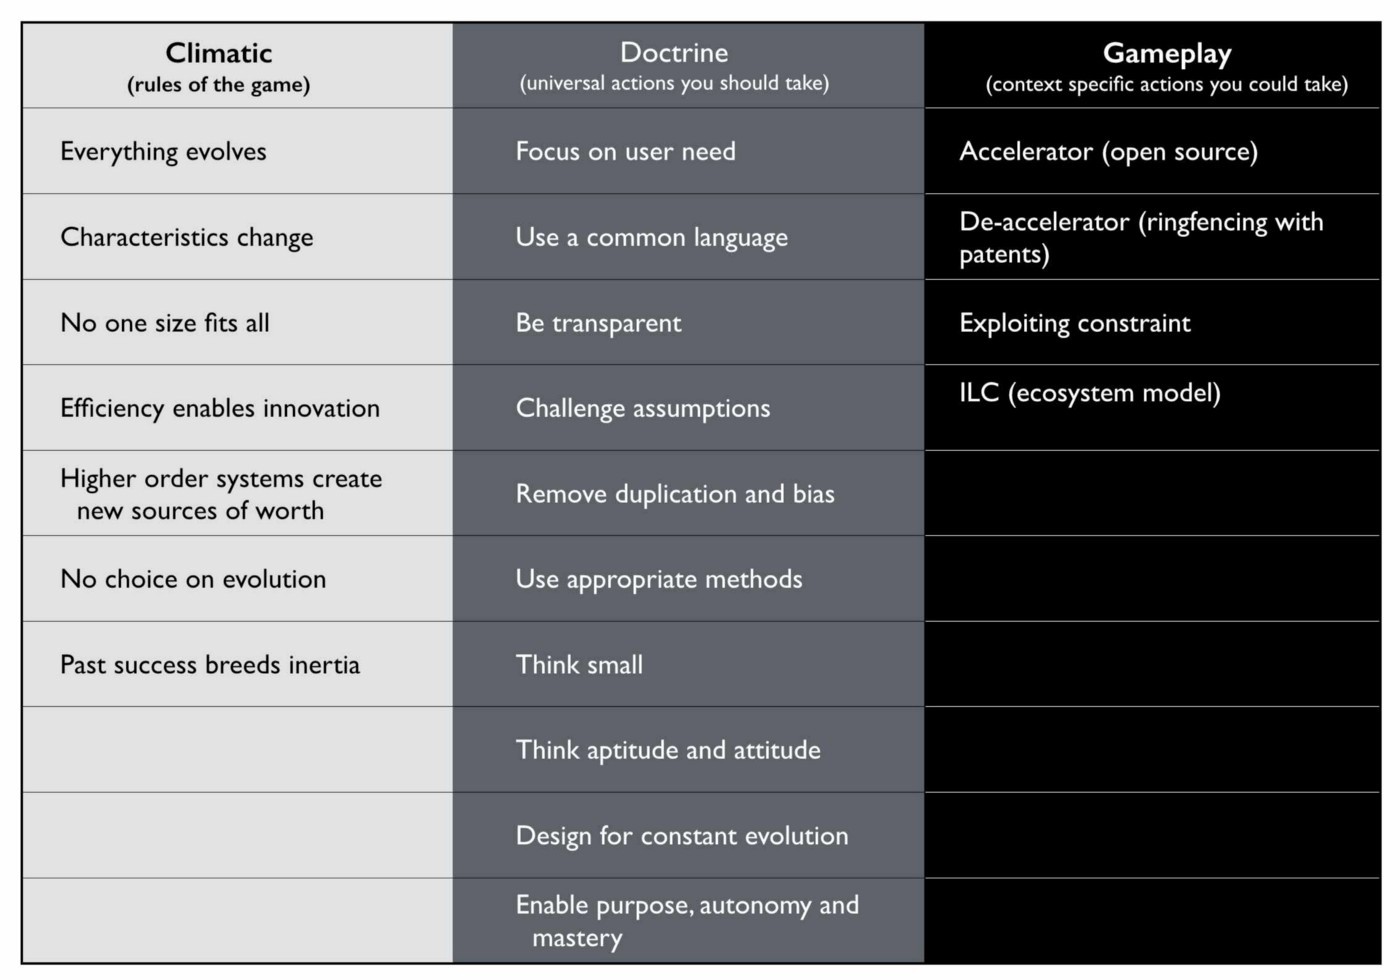 Climatic
(rules of the game)
Doctrine
(universal actions you should take)
Gameplay
(context specific actions you could take)
Everything evolves
Focus on user need
Accelerator (open source)
Characteristics change
Use a common language
De-accelerator (ringfencing with
patents)
No one size fits all
Be transparent
Exploiting constraint
Efficiency enables innovation
Challenge assumptions
ILC (ecosystem model)
Higher order systems create
new sources of worth
Remove duplication and bias
No choice on evolution
Use appropriate methods
Past success breeds inertia
Think small
Think aptitude and attitude
Design for constant evolution
Enable purpose, autonomy and
mastery